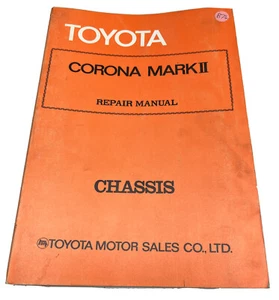 TOYOTA
CORONA MARK II
REPAIR MANUAL
CHASSIS
TOYOTA MOTOR SALES CO., LTD.